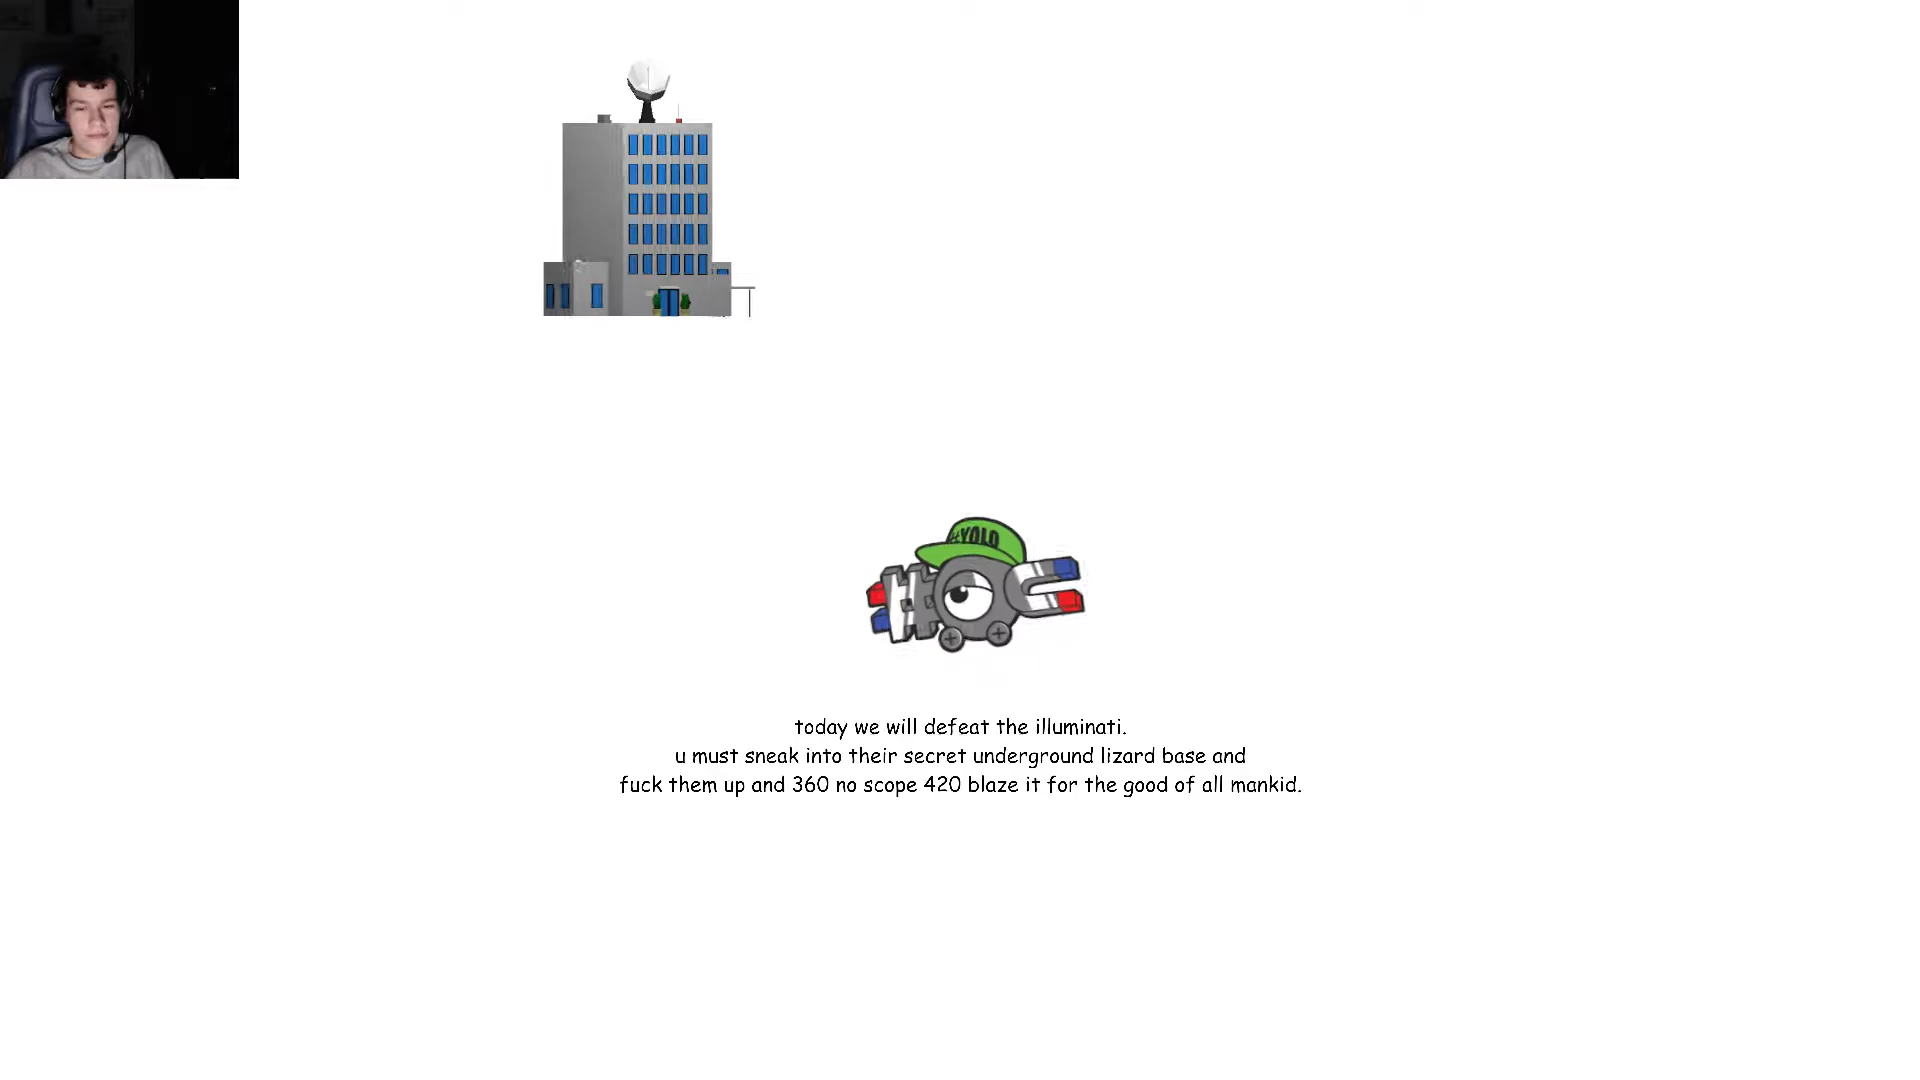 #YOLO
today we will defeat the illuminati.
u must sneak into their secret underground lizard base and
fuck them up and 360 no scope 420 blaze it for the good of all mankid.